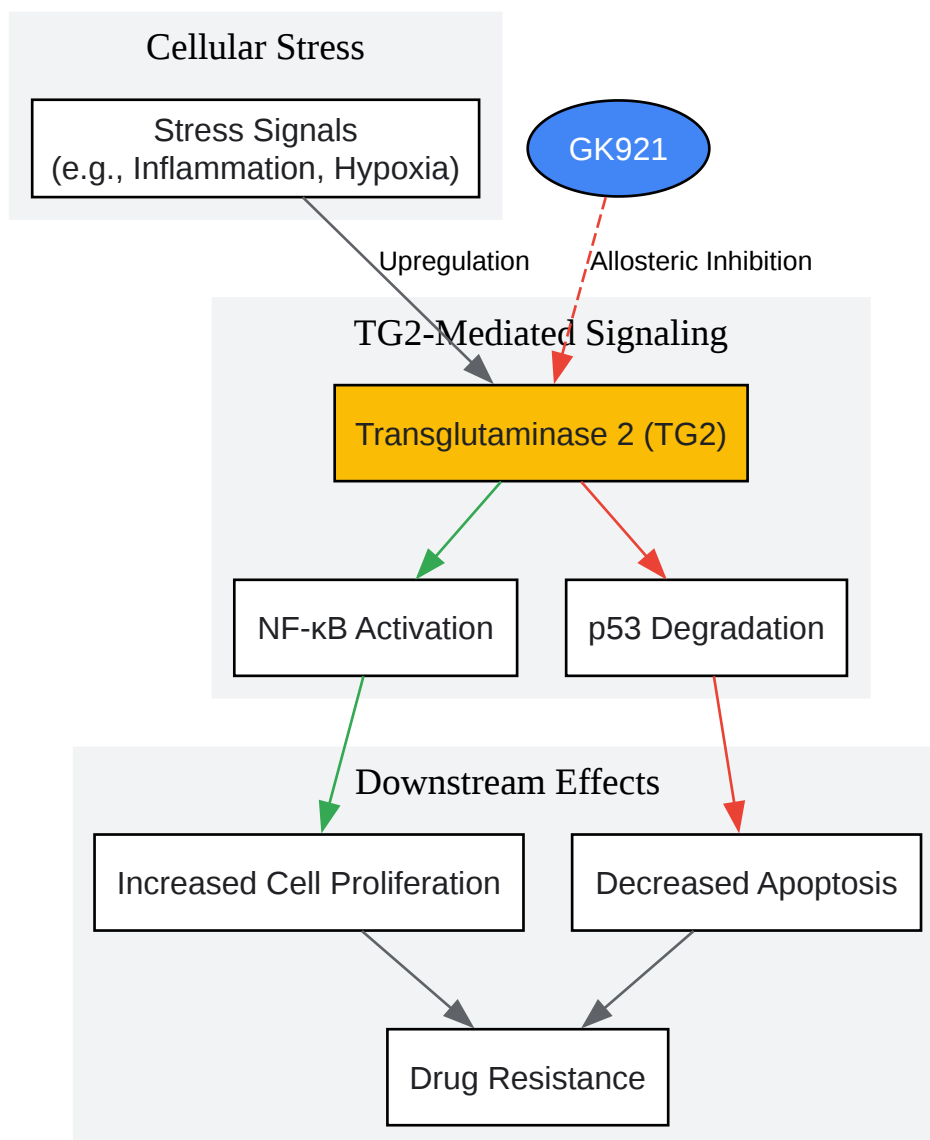 Cellular Stress
Stress Signals
(e.g., Inflammation, Hypoxia)
GK921
Upregulation
Allosteric Inhibition
TG2-Mediated Signaling
Transglutaminase 2 (TG2)
NF-κB Activation
p53 Degradation
Downstream Effects
Increased Cell Proliferation
Decreased Apoptosis
Drug Resistance